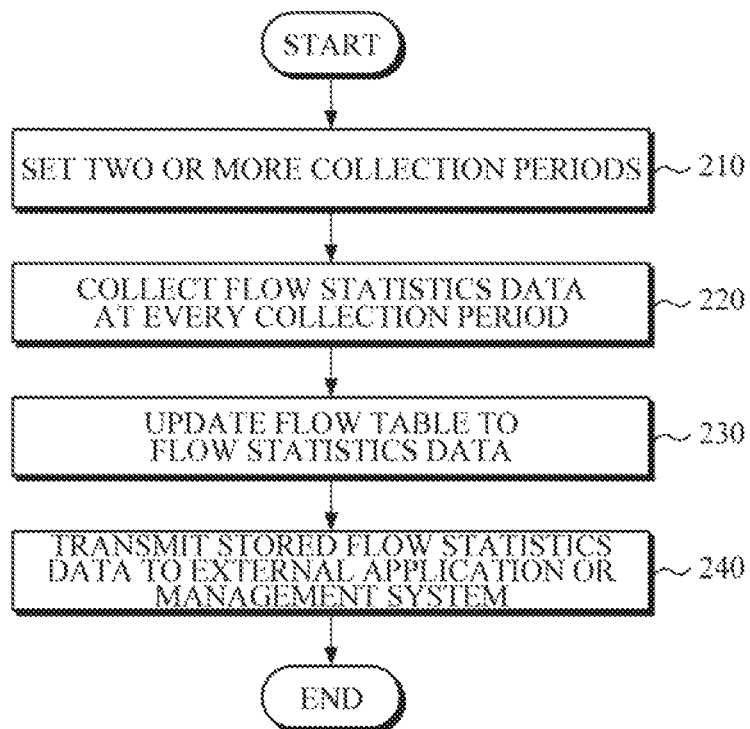 START
SET TWO OR MORE COLLECTION PERIODS
210
COLLECT FLOW STATISTICS DATA
AT EVERY COLLECTION PERIOD
220
UPDATE FLOW TABLE TO
FLOW STATISTICS DATA
230
TRANSMIT STORED FLOW STATISTICS
DATA TO EXTERNAL APPLICATION OR
MANAGEMENT SYSTEM
240
END